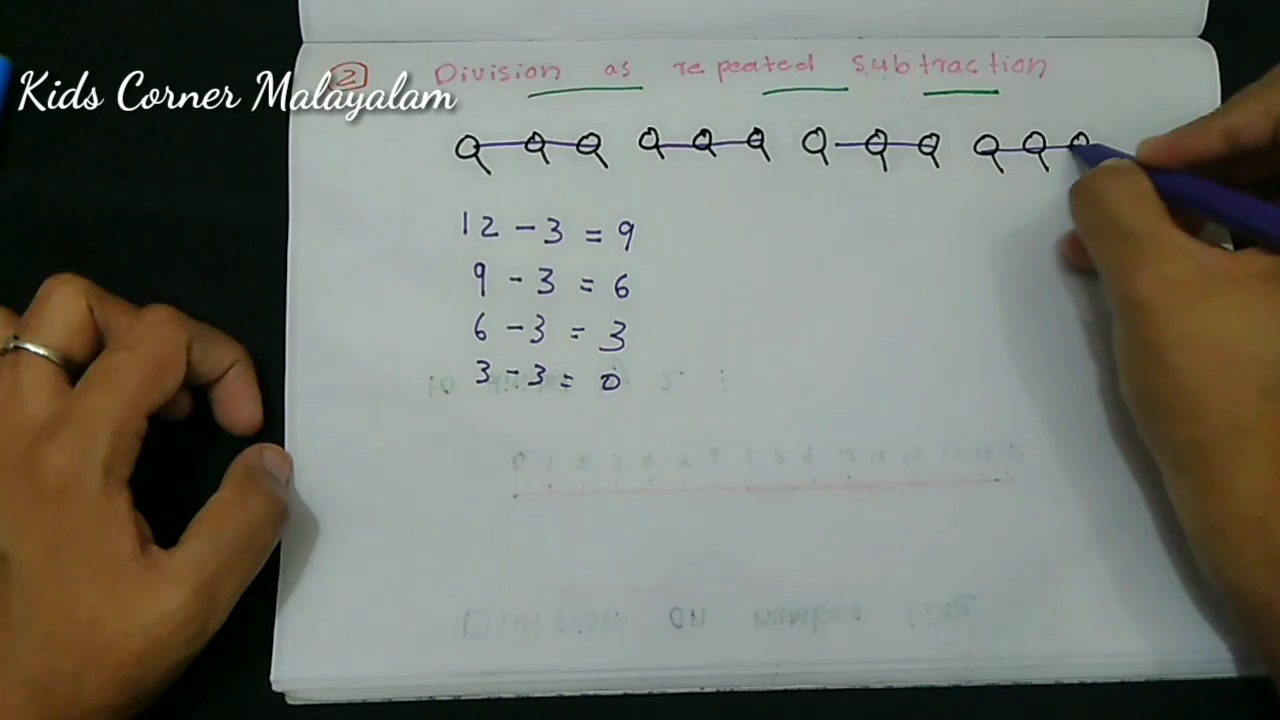 ② Division as repeated subtraction
Kids Corner Malayalam
12 - 3 = 9
9 - 3 = 6
6 - 3 = 3
3 - 3 = 0